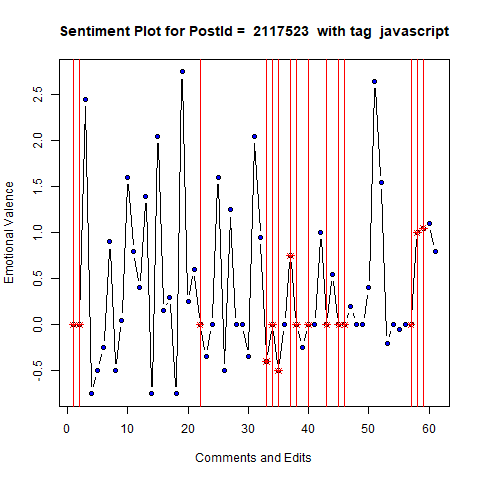 Sentiment Plot for PostId =  2117523  with tag  javascript
Emotional Valence
2.5
2.0
1.5
1.0
0.5
0.0
-0.5
0 10 20 30 40 50 60
Comments and Edits